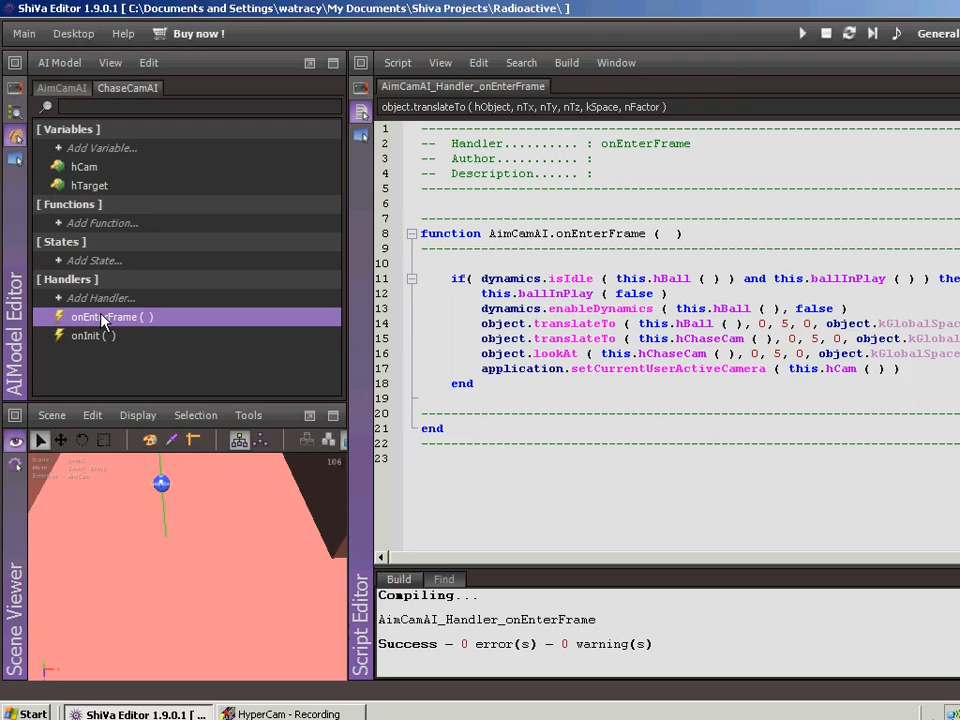 ShiVa Editor 1.9.0.1 [ C:\Documents and Settings\watracy\My Documents\Shiva Projects\Radioactive\ ]
Main Desktop Help Buy now ! General
AI Model View Edit
AimCamAI ChaseCamAI
[ Variables ]
+ Add Variable...
hCam
hTarget
[ Functions ]
+ Add Function...
[ States ]
+ Add State...
[ Handlers ]
+ Add Handler...
onEnterFrame ( )
onInit ( )
AIModel Editor
Scene Edit Display Selection Tools
106
Scene Viewer
Script View Edit Search Build Window
AimCamAI_Handler_onEnterFrame
object.translateTo ( hObject, nTx, nTy, nTz, kSpace, nFactor )
1 --------------------------------------------------------------------------------
2 -- Handler.......... : onEnterFrame
3 -- Author........... :
4 -- Description...... :
5 --------------------------------------------------------------------------------
6
7 --------------------------------------------------------------------------------
8 function AimCamAI.onEnterFrame ( )
9 --------------------------------------------------------------------------------
10
11 if( dynamics.isIdle ( this.hBall ( ) ) and this.ballInPlay ( ) ) the
12 this.ballInPlay ( false )
13 dynamics.enableDynamics ( this.hBall ( ), false )
14 object.translateTo ( this.hBall ( ), 0, 5, 0, object.kGlobalSpac
15 object.translateTo ( this.hChaseCam ( ), 0, 5, 0, object.kGlobalS
16 object.lookAt ( this.hChaseCam ( ), 0, 5, 0, object.kGlobalSpace
17 application.setCurrentUserActiveCamera ( this.hCam ( ) )
18 end
19
20 --------------------------------------------------------------------------------
21 end
22 --------------------------------------------------------------------------------
23
Script Editor
Build Find
Compiling...
AimCamAI_Handler_onEnterFrame
Success - 0 error(s) - 0 warning(s)
Start ShiVa Editor 1.9.0.1 [ ... HyperCam - Recording